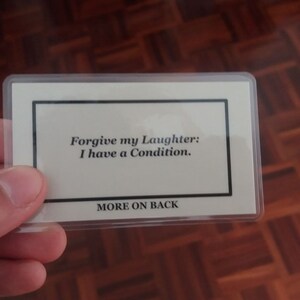 Forgive my Laughter:
I have a Condition.
MORE ON BACK